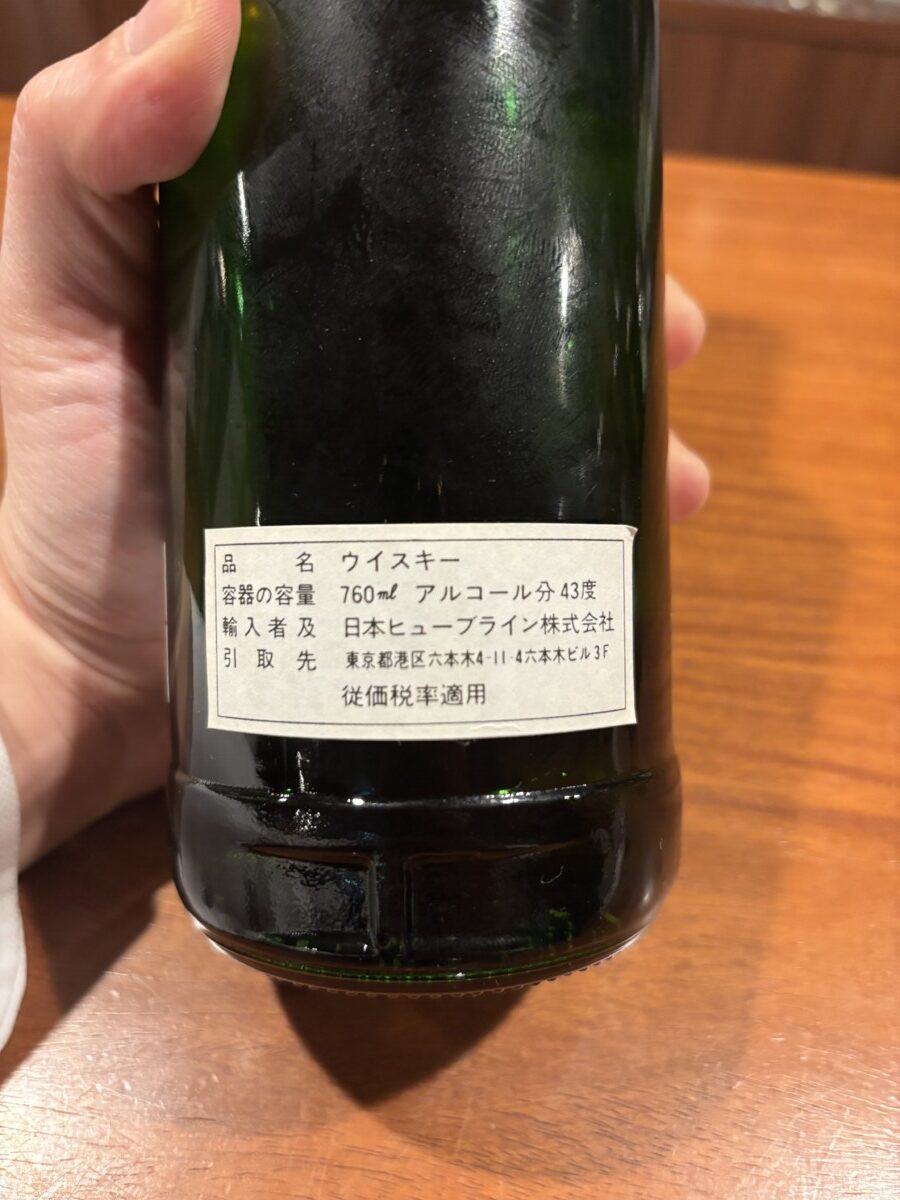 品名 ウイスキー
容器の容量 760ml アルコール分 43度
輸入者及 日本ヒューブライン株式会社
引取先 東京都港区六本木4-11-4六本木ビル3F
従価税率適用